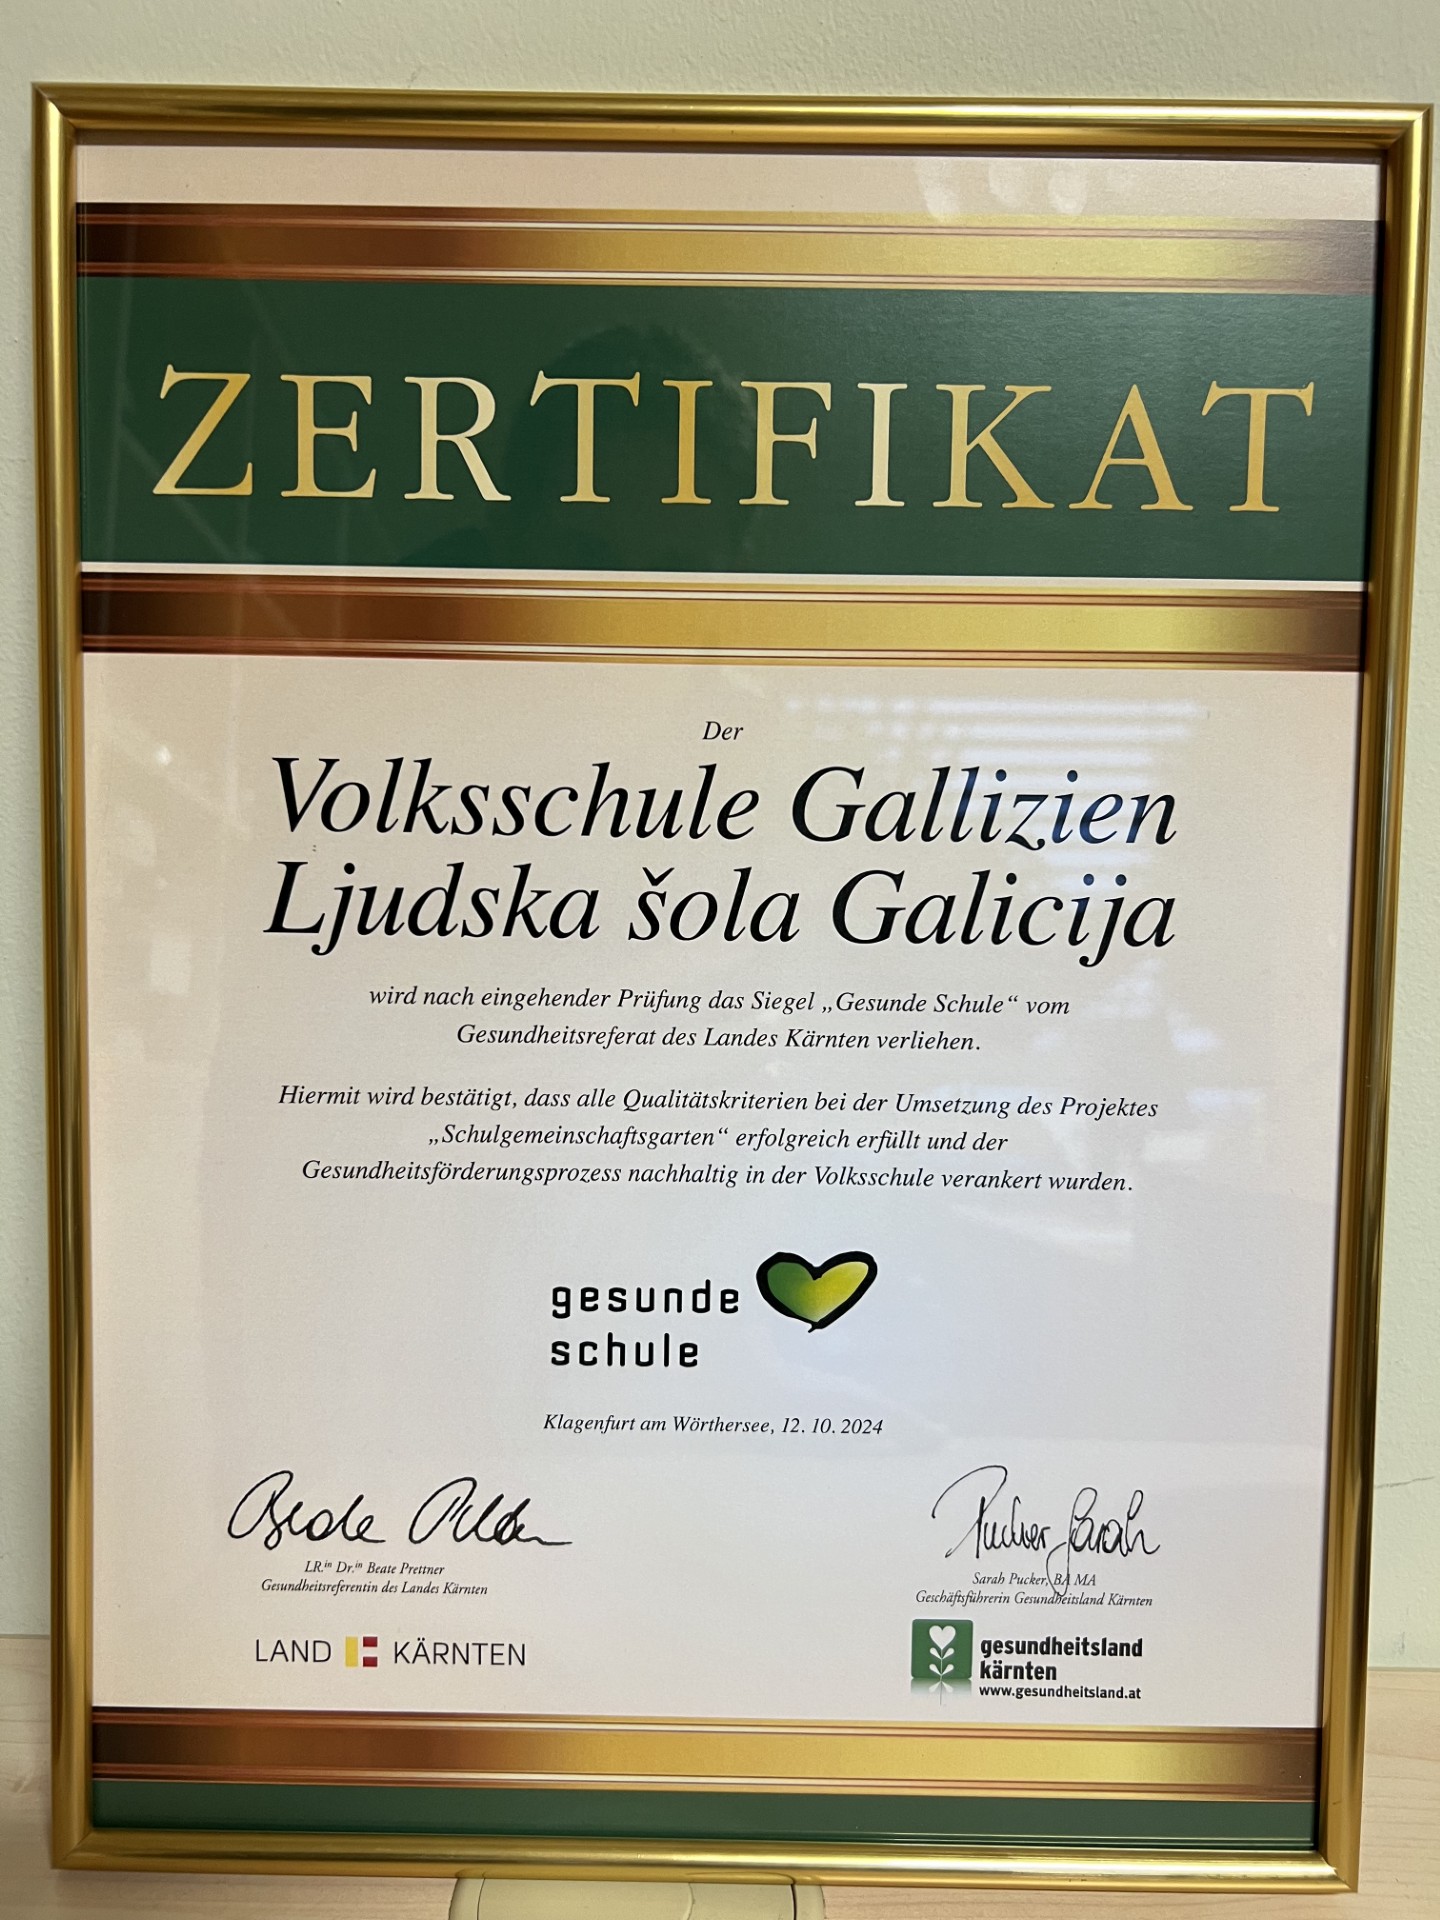 ZERTIFIKAT
Der
Volksschule Gallizien
Ljudska šola Galicija
wird nach eingehender Prüfung das Siegel „Gesunde Schule“ vom
Gesundheitsreferat des Landes Kärnten verliehen.
Hiermit wird bestätigt, dass alle Qualitätskriterien bei der Umsetzung des Projektes
„Schulgemeinschaftsgarten“ erfolgreich erfüllt und der
Gesundheitsförderungsprozess nachhaltig in der Volksschule verankert wurden.
gesunde
schule
Klagenfurt am Wörthersee, 12. 10. 2024
LR.in Dr.in Beate Prettner
Gesundheitsreferentin des Landes Kärnten
LAND KÄRNTEN
Pucker Sarah
Sarah Pucker, BA MA
Geschäftsführerin Gesundheitsland Kärnten
gesundheitsland
kärnten
www.gesundheitsland.at